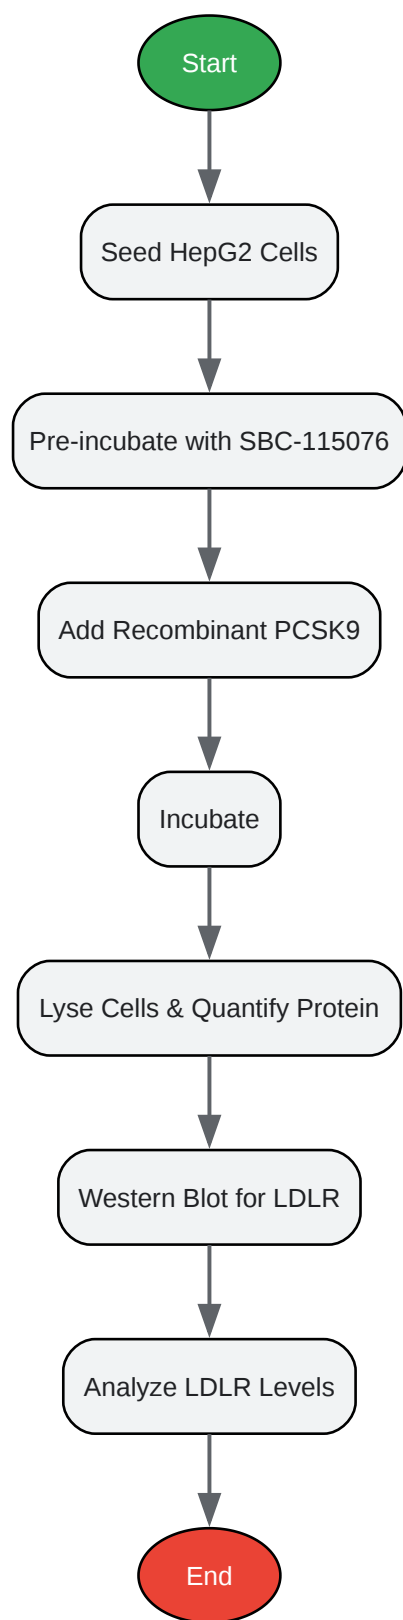 Start
Seed HepG2 Cells
Pre-incubate with SBC-115076
Add Recombinant PCSK9
Incubate
Lyse Cells & Quantify Protein
Western Blot for LDLR
Analyze LDLR Levels
End